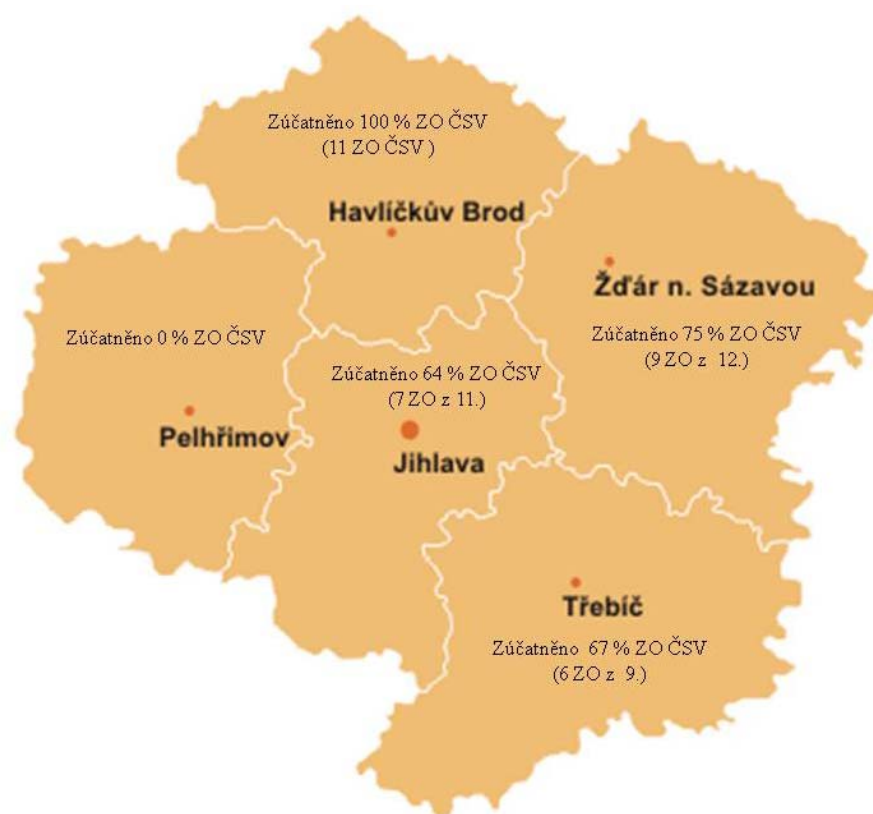 Zúčatněno 100 % ZO ČSV
(11 ZO ČSV )
Havlíčkův Brod
Žďár n. Sázavou
Zúčatněno 75 % ZO ČSV
(9 ZO z 12.)
Zúčatněno 0 % ZO ČSV
Pelhřimov
Zúčatněno 64 % ZO ČSV
(7 ZO z 11.)
Jihlava
Třebíč
Zúčatněno 67 % ZO ČSV
(6 ZO z 9.)